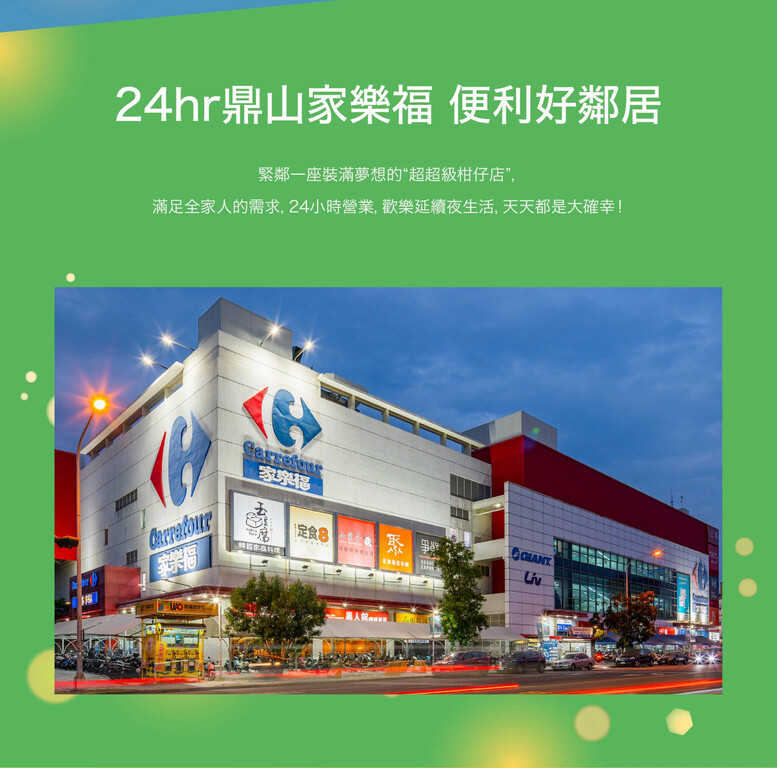 24hr鼎山家樂福 便利好鄰居
緊鄰一座裝滿夢想的“超超級柑仔店”,
滿足全家人的需求, 24小時營業, 歡樂延續夜生活, 天天都是大確幸！
Carrefour
家樂福
Carrefour
家樂福
定食8
聚
GIANT
Liv